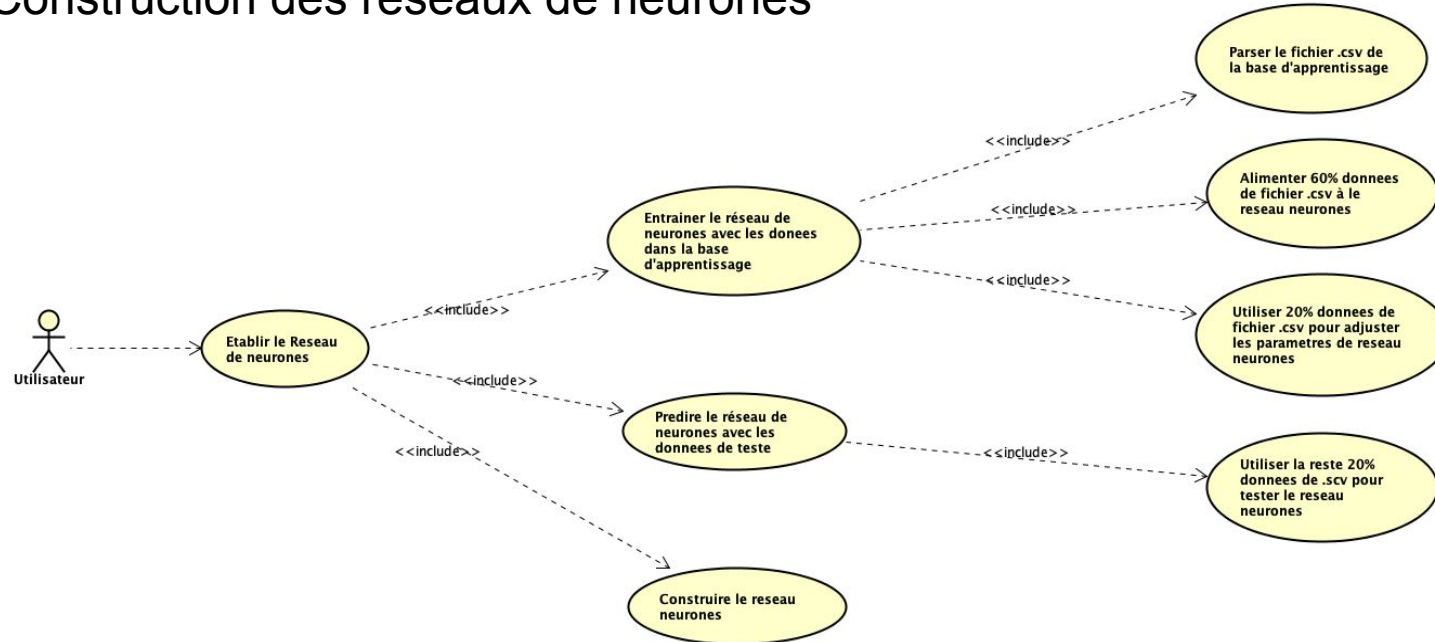 Construction des réseaux de neurones
Parser le fichier .csv de
la base d'apprentissage
<<include>>
Alimenter 60% donnees
de fichier .csv à le
reseau neurones
<<include>>
Entrainer le réseau de
neurones avec les donees
dans la base
d'apprentissage
<<include>>
Utiliser 20% donnees de
fichier .csv pour adjuster
les parametres de reseau
neurones
<<include>>
Etablir le Reseau
de neurones
Utilisateur
<<include>>
Predire le réseau de
neurones avec les
donnees de teste
<<include>>
<<include>>
Utiliser la reste 20%
donnees de .scv pour
tester le reseau
neurones
Construire le reseau
neurones